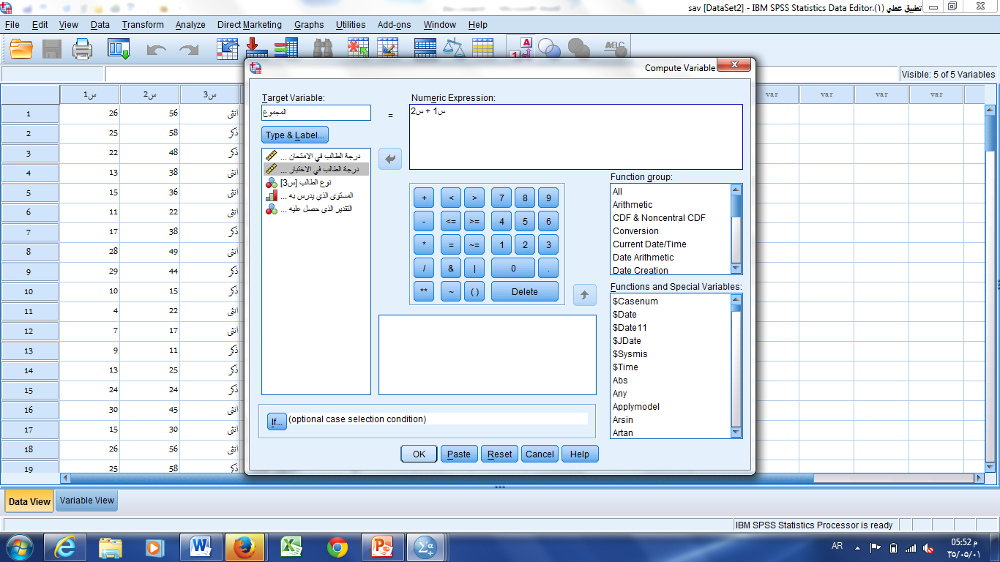 تطبيق عملي (١).sav [DataSet2] - IBM SPSS Statistics Data Editor
File Edit View Data Transform Analyze Direct Marketing Graphs Utilities Add-ons Window Help
Visible: 5 of 5 Variables
س1 س2 س3 var var var var
1 26 56 انثى
2 25 58 ذكر
3 22 48 ذكر
4 13 38 انثى
5 15 36 انثى
6 11 22 انثى
7 17 38 ذكر
8 28 49 انثى
9 29 44 ذكر
10 10 15 ذكر
11 4 22 انثى
12 7 17 انثى
13 9 11 ذكر
14 13 25 ذكر
15 24 24 ذكر
16 30 45 انثى
17 15 30 انثى
18 26 56 انثى
19 25 58 ذكر
Compute Variable
Target Variable:
المجموع
=
Numeric Expression:
س1 + س2
Type & Label...
درجة الطالب في الامتحان ...
درجة الطالب في الاختبار ...
نوع الطالب [س3]
المستوى الذي يدرس به ...
التقدير الذى حصل عليه ...
+ < > 7 8 9
- <= >= 4 5 6
* = ~= 1 2 3
/ & | 0 .
** ~ ( ) Delete
Function group:
All
Arithmetic
CDF & Noncentral CDF
Conversion
Current Date/Time
Date Arithmetic
Date Creation
Functions and Special Variables:
$Casenum
$Date
$Date11
$JDate
$Sysmis
$Time
Abs
Any
Applymodel
Arsin
Artan
If... (optional case selection condition)
OK Paste Reset Cancel Help
Data View Variable View
IBM SPSS Statistics Processor is ready
AR
05:52 م
٣٥/٠٥/٠١